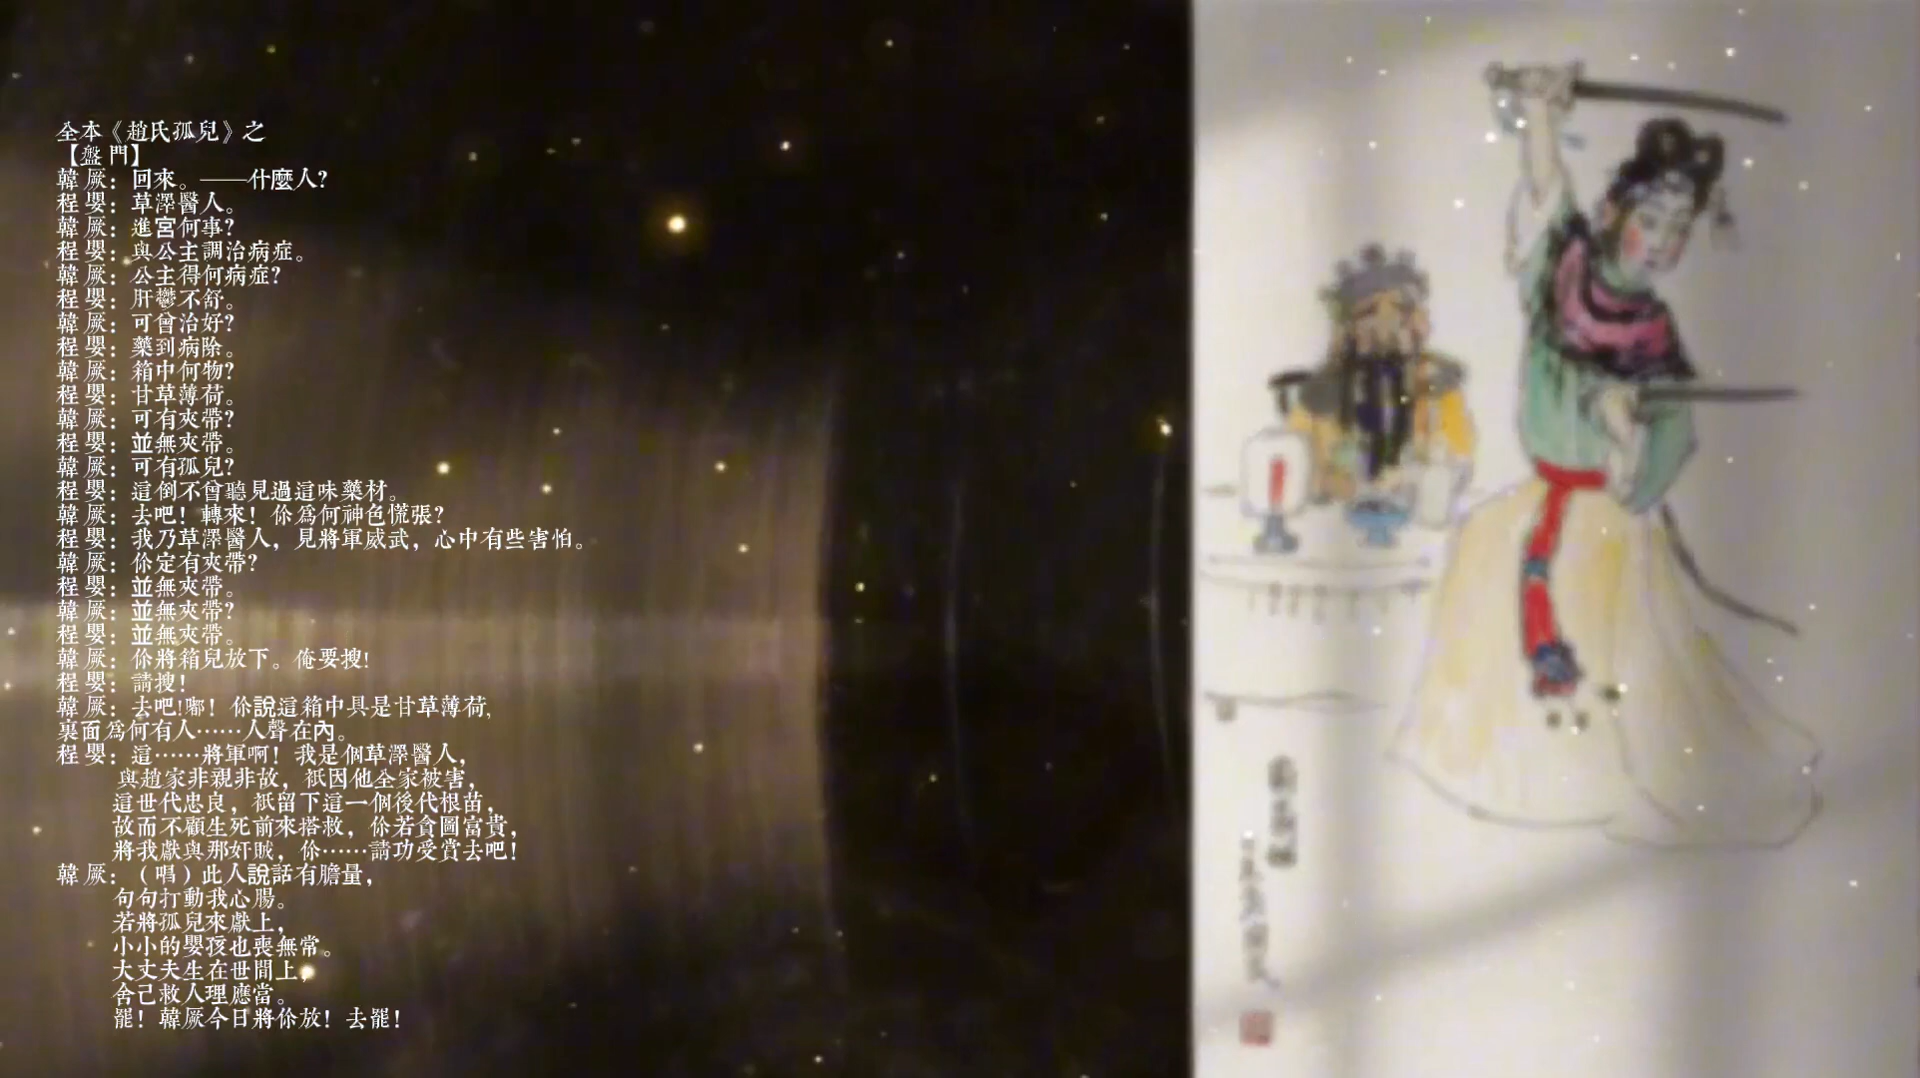 全本《趙氏孤兒》之
【盤門】
韓厥：回來。——什麼人?
程嬰：草澤醫人。
韓厥：進宮何事?
程嬰：與公主調治病症。
韓厥：公主得何病症?
程嬰：肝鬱不舒。
韓厥：可曾治好?
程嬰：藥到病除。
韓厥：箱中何物?
程嬰：甘草薄荷。
韓厥：可有夾帶?
程嬰：並無夾帶。
韓厥：可有孤兒?
程嬰：這倒不曾聽見過這味藥材。
韓厥：去吧！轉來！你爲何神色慌張?
程嬰：我乃草澤醫人，見將軍威武，心中有些害怕。
韓厥：你定有夾帶?
程嬰：並無夾帶。
韓厥：並無夾帶?
程嬰：並無夾帶。
韓厥：你將箱兒放下。俺要搜!
程嬰：請搜!
韓厥：去吧!嘟！你說這箱中具是甘草薄荷,
裏面爲何有人……人聲在內。
程嬰：這……將軍啊！我是個草澤醫人，
與趙家非親非故，祇因他全家被害，
這世代忠良，祇留下這一個後代根苗，
故而不顧生死前來搭救，你若貪圖富貴，
將我獻與那奸賊，你……請功受賞去吧!
韓厥：（唱）此人說話有膽量，
句句打動我心腸。
若將孤兒來獻上，
小小的嬰孩也喪無常。
大丈夫生在世間上，
舍己救人理應當。
罷！韓厥今日將你放！去罷!